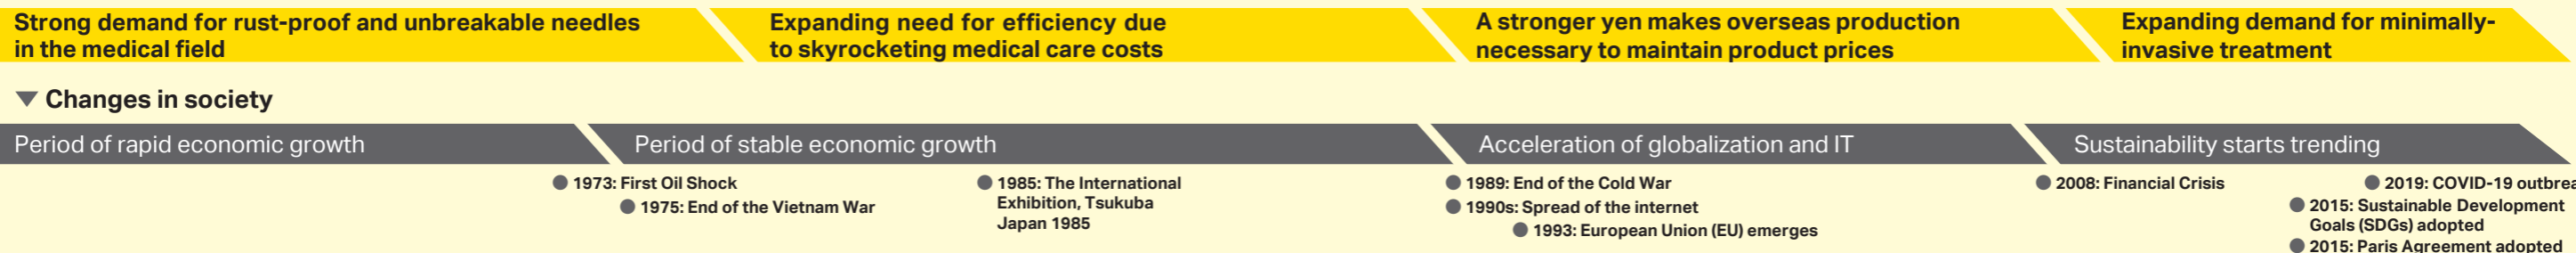 Strong demand for rust-proof and unbreakable needles
in the medical field
Expanding need for efficiency due
to skyrocketing medical care costs
A stronger yen makes overseas production
necessary to maintain product prices
Expanding demand for minimally-
invasive treatment
Changes in society
Period of rapid economic growth
Period of stable economic growth
Acceleration of globalization and IT
Sustainability starts trending
1973: First Oil Shock
1975: End of the Vietnam War
1985: The International
Exhibition, Tsukuba
Japan 1985
1989: End of the Cold War
1990s: Spread of the internet
1993: European Union (EU) emerges
2008: Financial Crisis
2019: COVID-19 outbrea
2015: Sustainable Development
Goals (SDGs) adopted
2015: Paris Agreement adopted